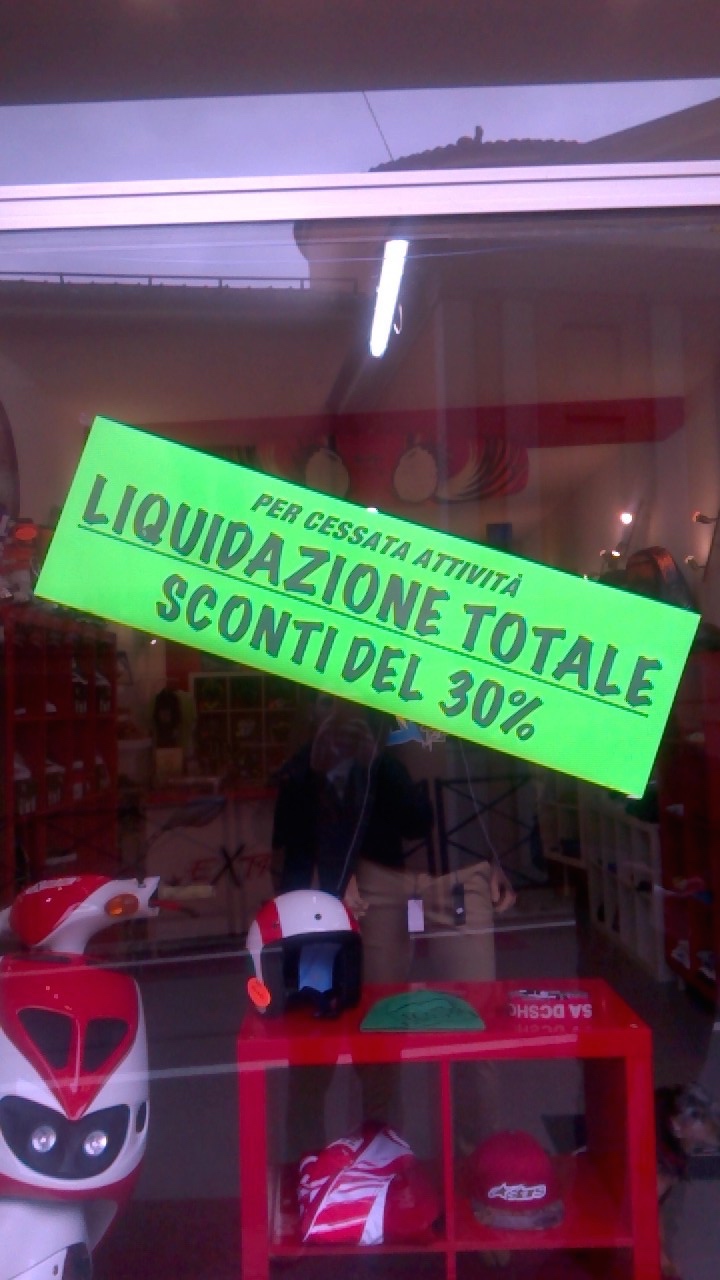 PER CESSATA ATTIVITÀ
LIQUIDAZIONE TOTALE
SCONTI DEL 30%